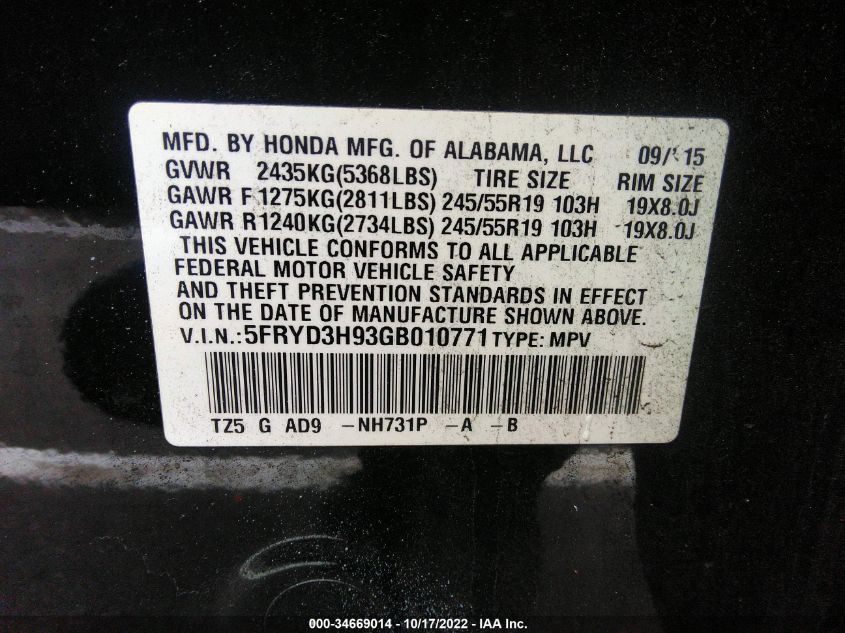 MFD. BY HONDA MFG. OF ALABAMA, LLC 09/15
GVWR 2435KG(5368LBS) TIRE SIZE RIM SIZE
GAWR F1275KG(2811LBS) 245/55R19 103H 19X8.0J
GAWR R1240KG(2734LBS) 245/55R19 103H 19X8.0J
THIS VEHICLE CONFORMS TO ALL APPLICABLE
FEDERAL MOTOR VEHICLE SAFETY
AND THEFT PREVENTION STANDARDS IN EFFECT
ON THE DATE OF MANUFACTURE SHOWN ABOVE.
V.I.N.: 5FRYD3H93GB010771 TYPE: MPV
TZ5 G AD9 -NH731P -A -B
000-34669014 - 10/17/2022 - IAA Inc.